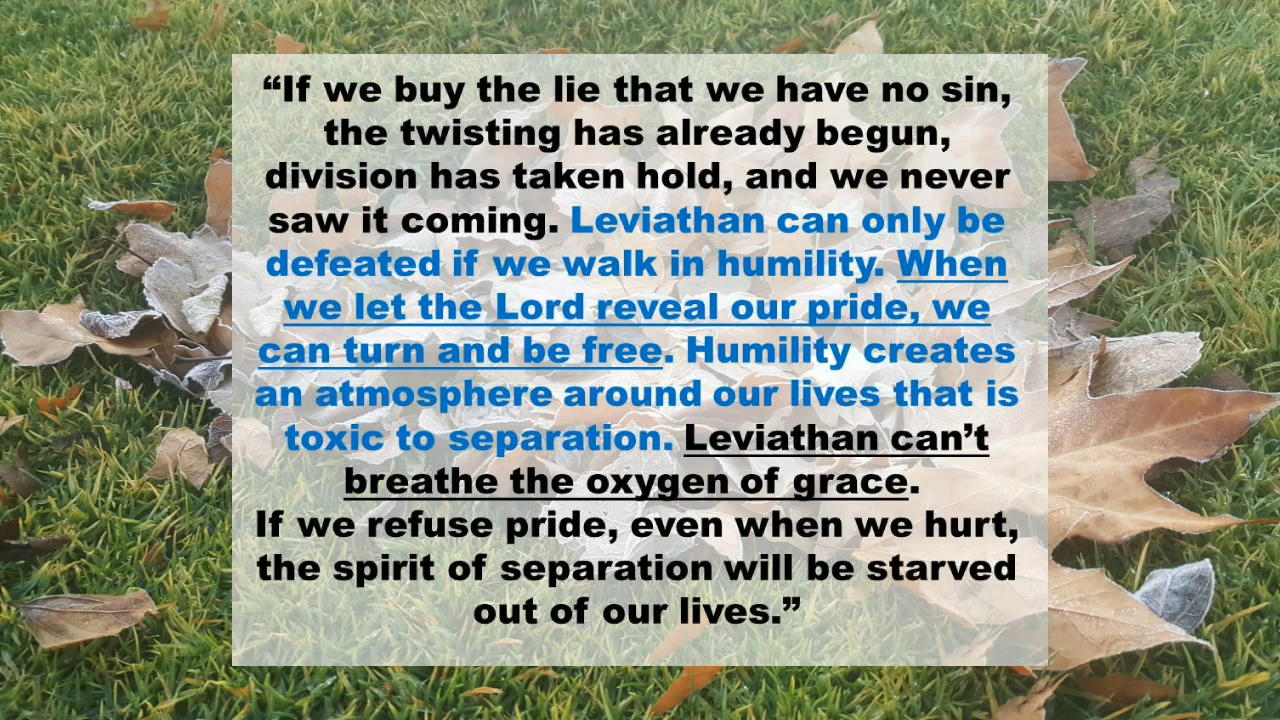 “If we buy the lie that we have no sin,
the twisting has already begun,
division has taken hold, and we never
saw it coming. Leviathan can only be
defeated if we walk in humility. When
we let the Lord reveal our pride, we
can turn and be free. Humility creates
an atmosphere around our lives that is
toxic to separation. Leviathan can’t
breathe the oxygen of grace.
If we refuse pride, even when we hurt,
the spirit of separation will be starved
out of our lives.”